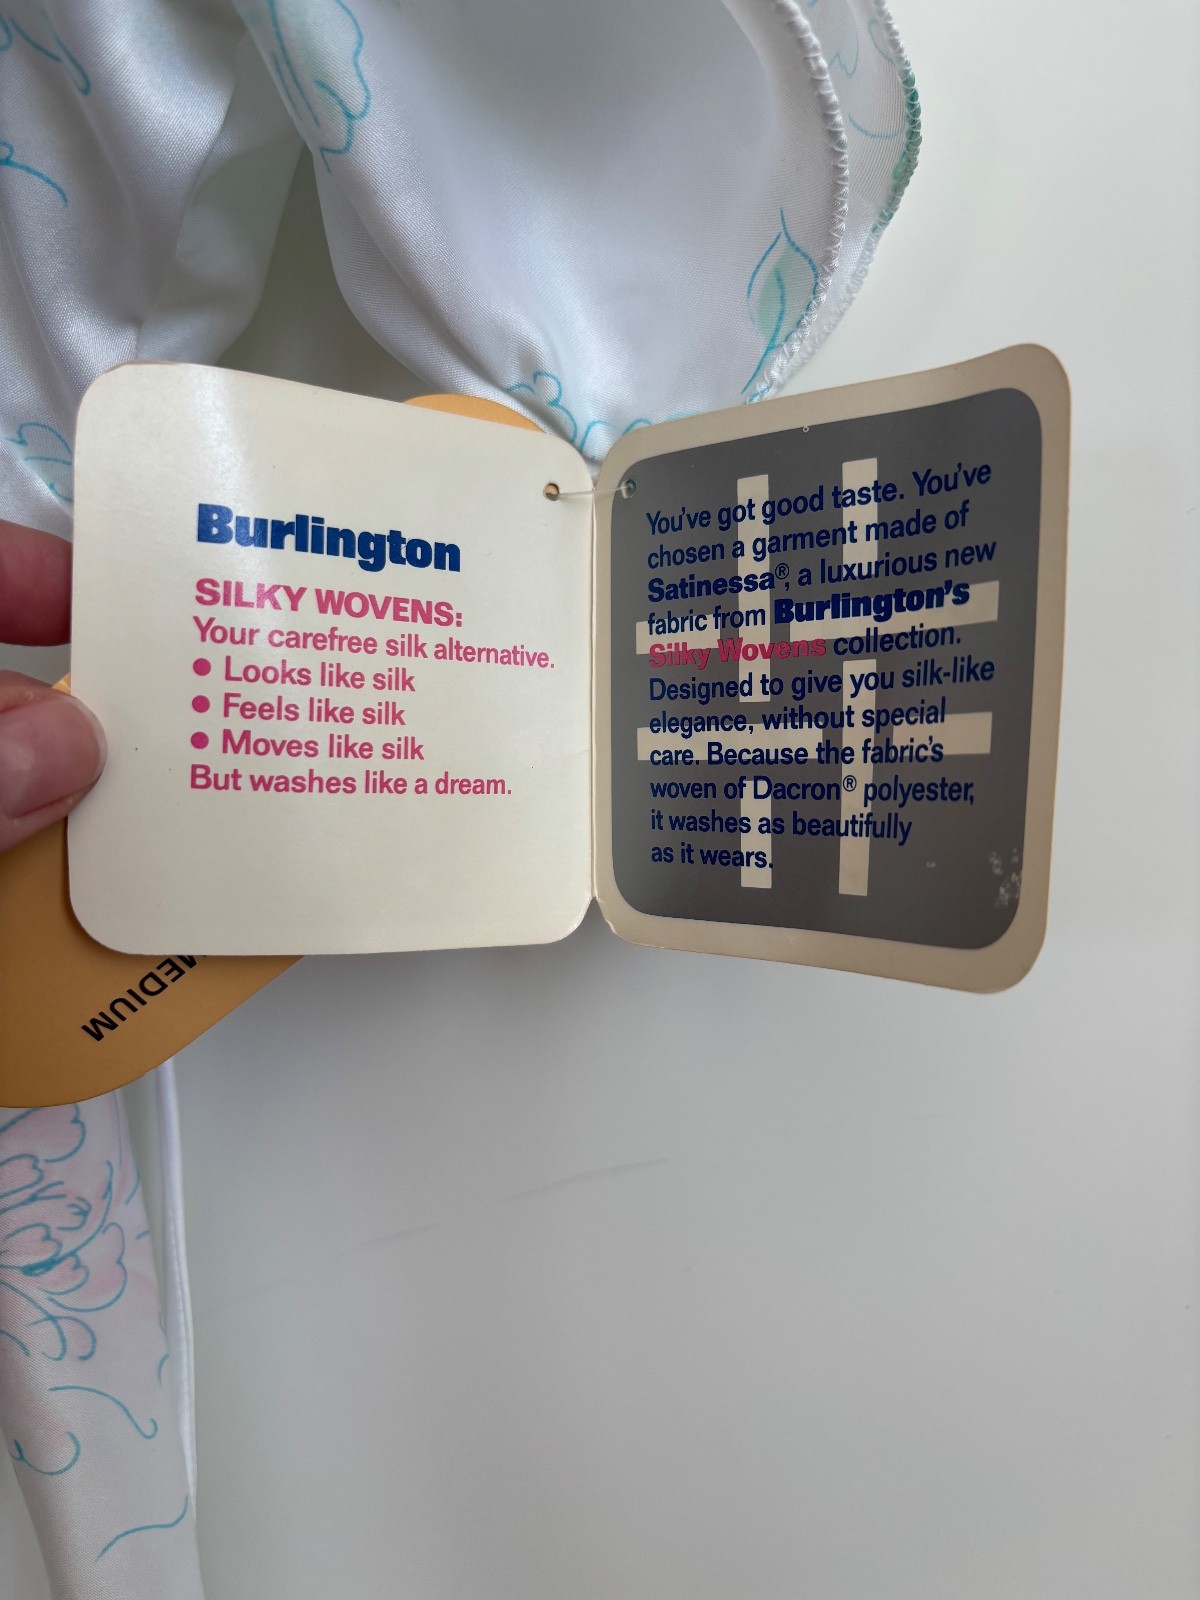 Burlington
SILKY WOVENS:
Your carefree silk alternative.
● Looks like silk
● Feels like silk
● Moves like silk
But washes like a dream.
You've got good taste. You've
chosen a garment made of
Satinessa®, a luxurious new
fabric from Burlington's
Silky Wovens collection.
Designed to give you silk-like
elegance, without special
care. Because the fabric's
woven of Dacron® polyester,
it washes as beautifully
as it wears.
MEDIUM